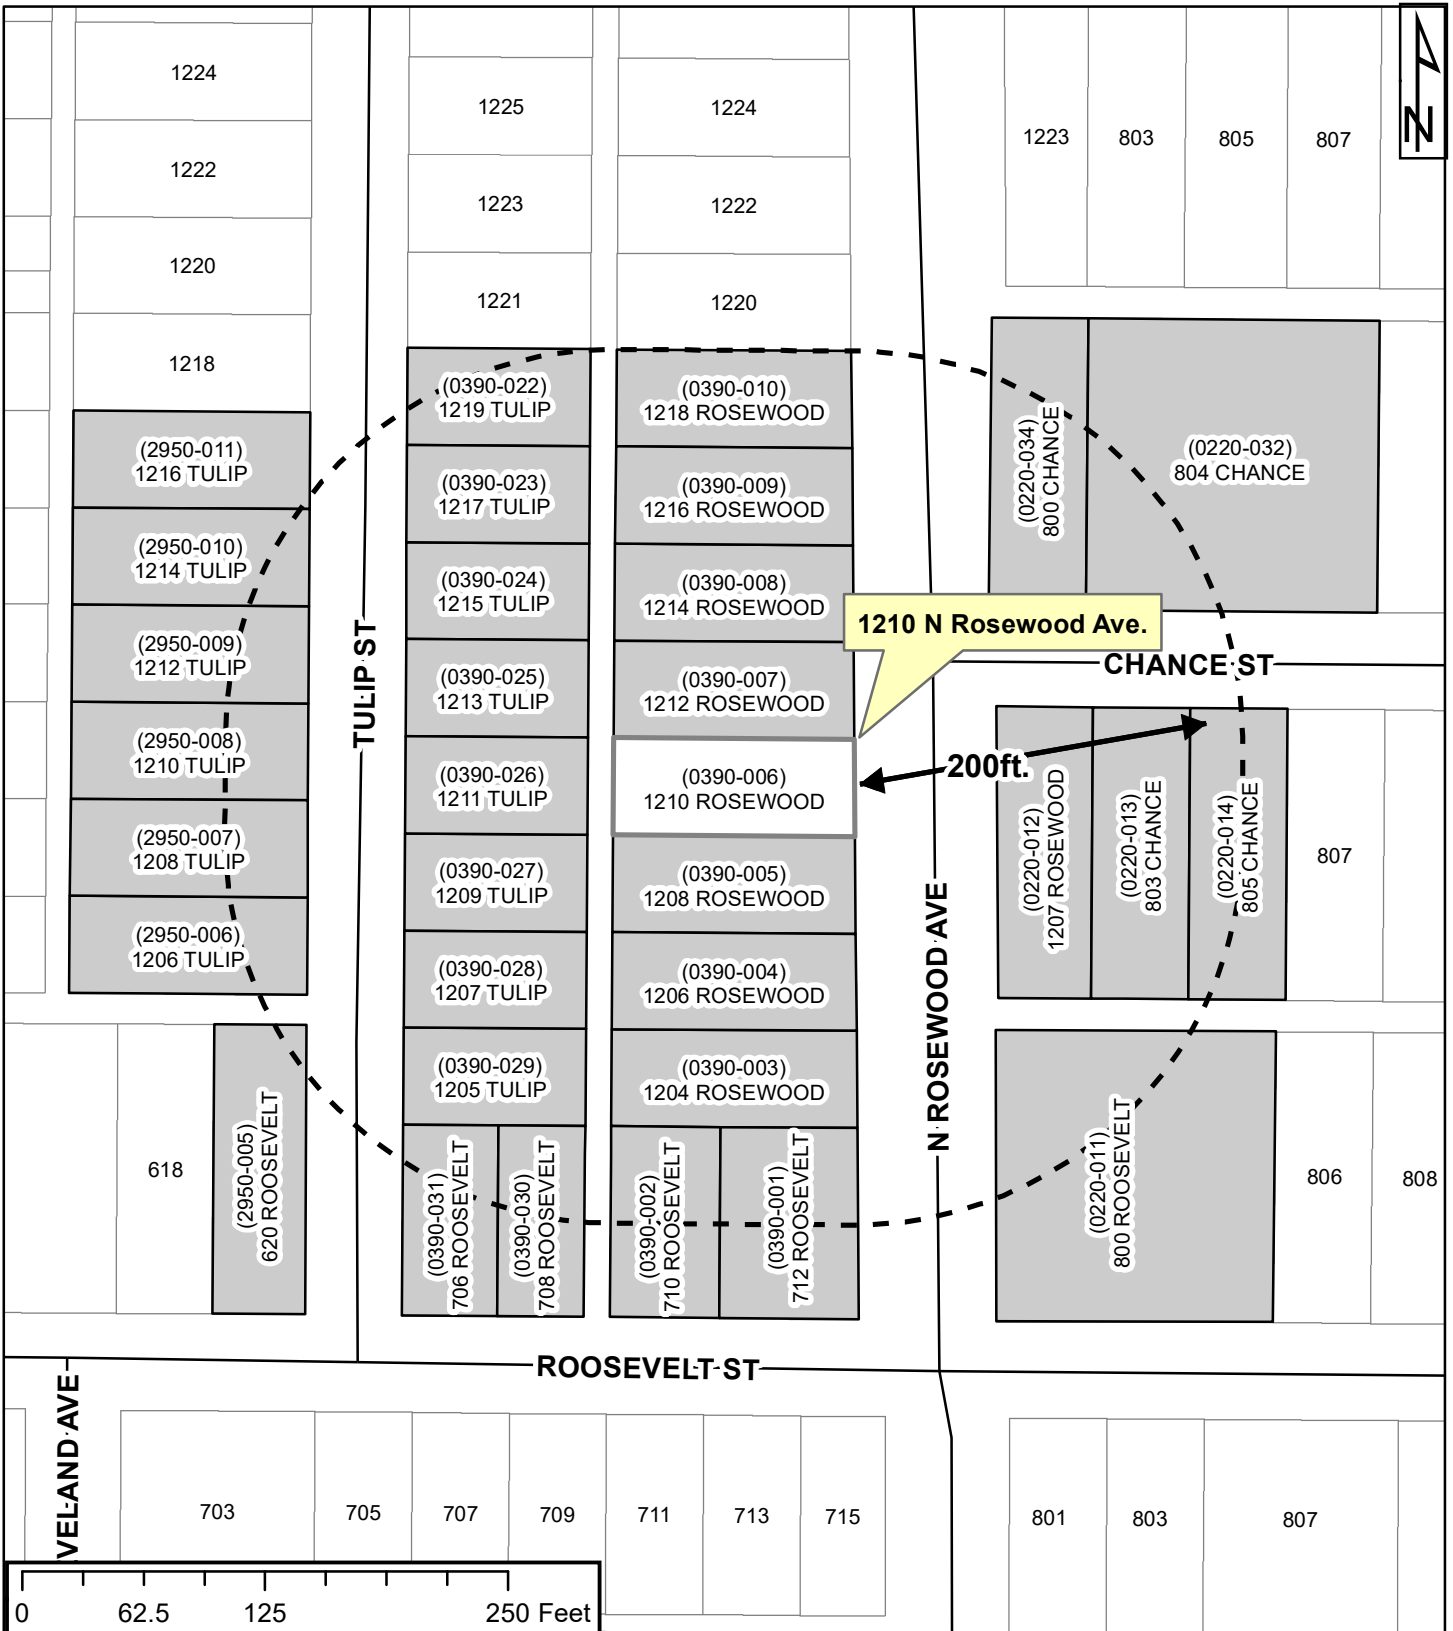 1224
1222
1220
1218
1225
1223
1221
1224
1222
1220
1223
803
805
807
N
(2950-011)
1216 TULIP
(2950-010)
1214 TULIP
(2950-009)
1212 TULIP
(2950-008)
1210 TULIP
(2950-007)
1208 TULIP
(2950-006)
1206 TULIP
618
(2950-005)
620 ROOSEVELT
TULIP ST
(0390-022)
1219 TULIP
(0390-023)
1217 TULIP
(0390-024)
1215 TULIP
(0390-025)
1213 TULIP
(0390-026)
1211 TULIP
(0390-027)
1209 TULIP
(0390-028)
1207 TULIP
(0390-029)
1205 TULIP
(0390-031)
706 ROOSEVELT
(0390-030)
708 ROOSEVELT
(0390-010)
1218 ROSEWOOD
(0390-009)
1216 ROSEWOOD
(0390-008)
1214 ROSEWOOD
(0390-007)
1212 ROSEWOOD
(0390-006)
1210 ROSEWOOD
(0390-005)
1208 ROSEWOOD
(0390-004)
1206 ROSEWOOD
(0390-003)
1204 ROSEWOOD
(0390-002)
710 ROOSEVELT
(0390-001)
712 ROOSEVELT
1210 N Rosewood Ave.
200ft.
N ROSEWOOD AVE
(0220-034)
800 CHANCE
(0220-032)
804 CHANCE
CHANCE ST
(0220-012)
1207 ROSEWOOD
(0220-013)
803 CHANCE
(0220-014)
805 CHANCE
807
(0220-011)
800 ROOSEVELT
806
808
ROOSEVELT ST
VELAND AVE
703
705
707
709
711
713
715
801
803
807
0
62.5
125
250 Feet